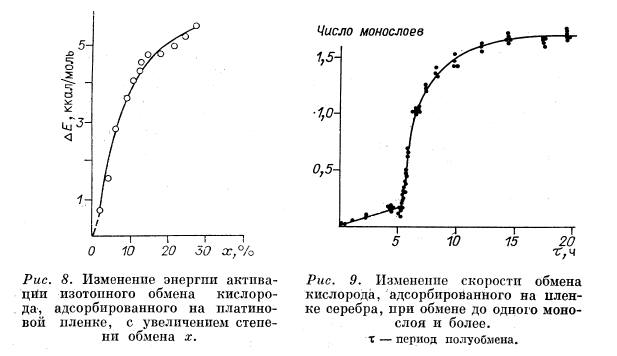 ΔE, ккал/моль
5
3
1
0
10
20
30
x,%
Рис. 8. Изменение энергии актива-
ции изотопного обмена кислоро-
да, адсорбированного на платино-
вой пленке, с увеличением степе-
ни обмена x.
Число монослоев
1,5
1,0
0,5
0
5
10
15
20
τ, ч
Рис. 9. Изменение скорости обмена
кислорода, адсорбированного на плен-
ке серебра, при обмене до одного моно-
слоя и более.
τ — период полуобмена.